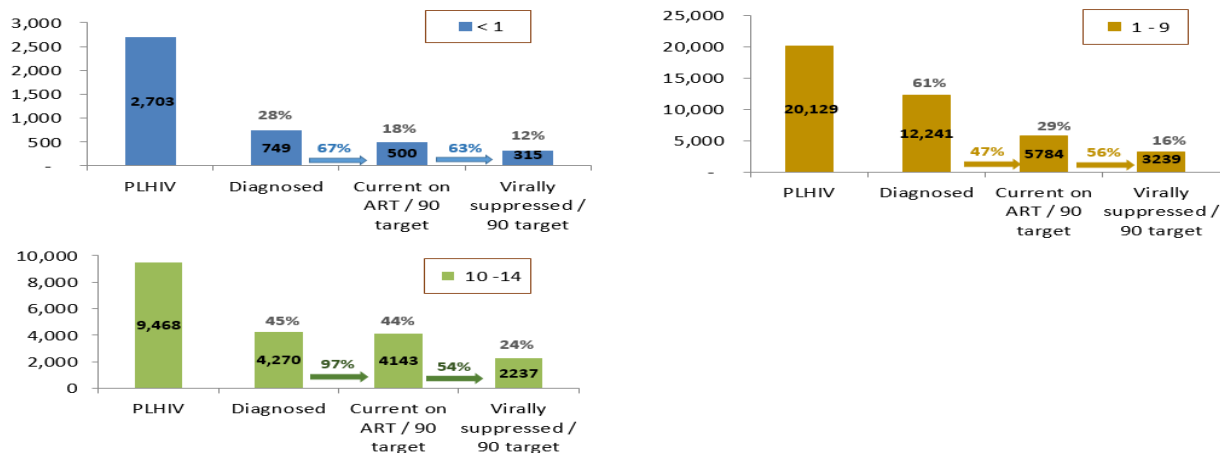 3,000
2,500
2,000
1,500
1,000
500
-
< 1
2,703
28%
749
67%
18%
500
63%
12%
315
PLHIV
Diagnosed
Current on
ART / 90
target
Virally
suppressed /
90 target
25,000
20,000
15,000
10,000
5,000
-
1 - 9
20,129
61%
12,241
47%
29%
5784
56%
16%
3239
PLHIV
Diagnosed
Current on
ART / 90
target
Virally
suppressed /
90 target
10,000
8,000
6,000
4,000
2,000
0
10 -14
9,468
45%
4,270
97%
44%
4143
54%
24%
2237
PLHIV
Diagnosed
Current on
ART / 90
target
Virally
suppressed /
90 target